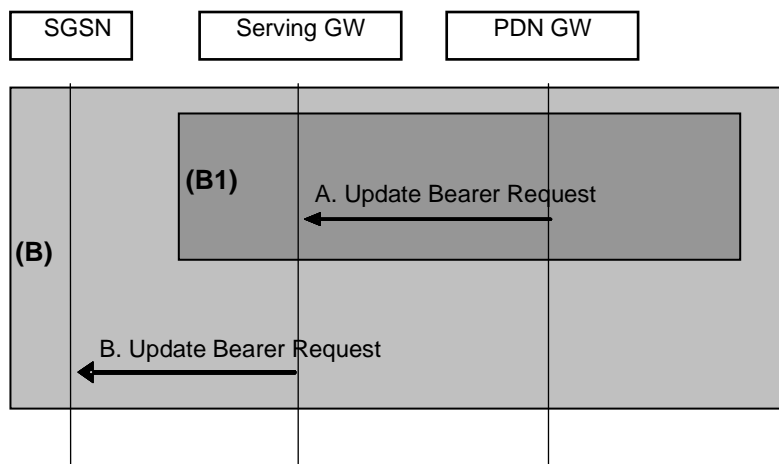 SGSN
Serving GW
PDN GW
(B1)
A. Update Bearer Request
(B)
B. Update Bearer Request